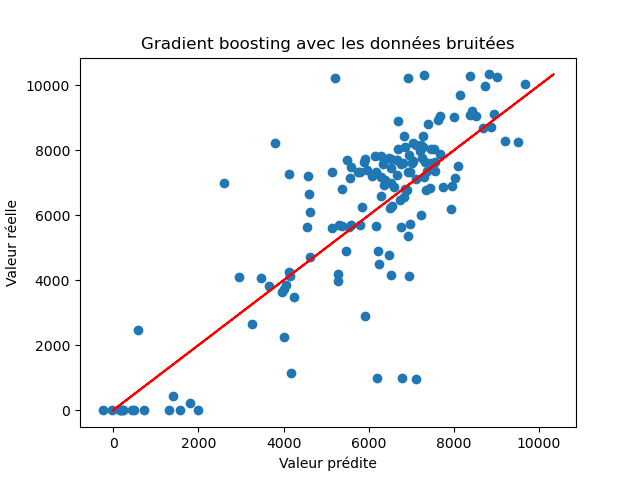 Gradient boosting avec les données bruitées
10000
8000
6000
4000
2000
0
Valeur réelle
0 2000 4000 6000 8000 10000
Valeur prédite